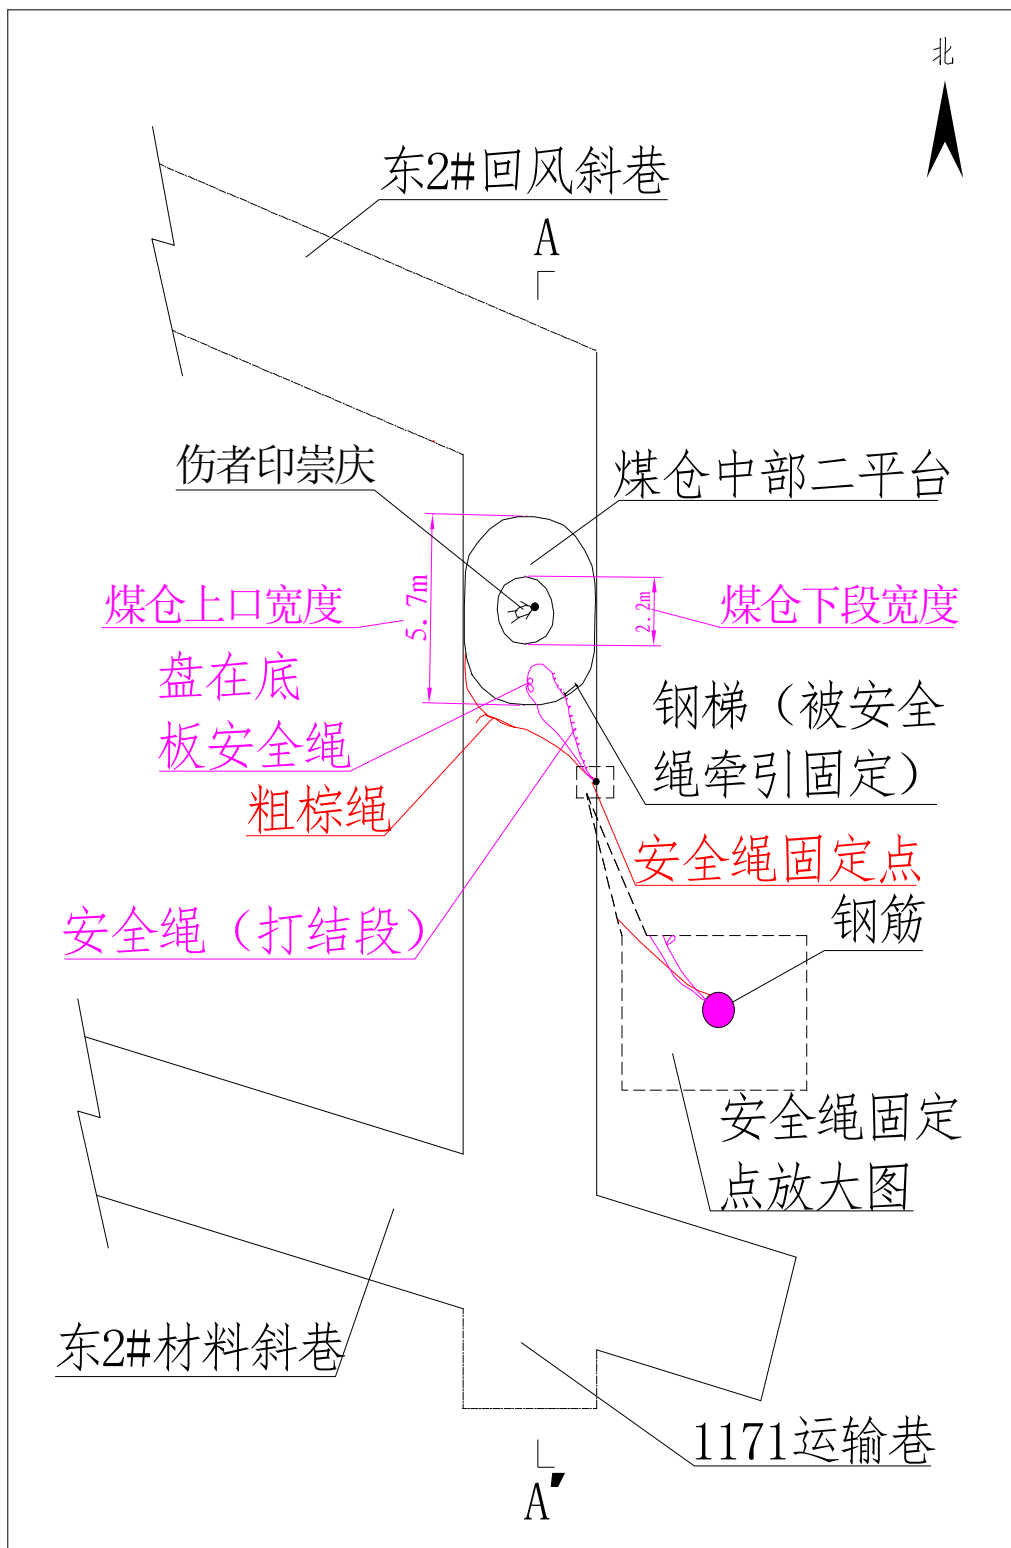 北
东2#回风斜巷
A
伤者印崇庆
煤仓中部二平台
煤仓上口宽度
5.7m
2.2m
煤仓下段宽度
盘在底
板安全绳
钢梯（被安全
绳牵引固定）
粗棕绳
安全绳固定点
安全绳（打结段）
钢筋
安全绳固定
点放大图
东2#材料斜巷
1171运输巷
A'